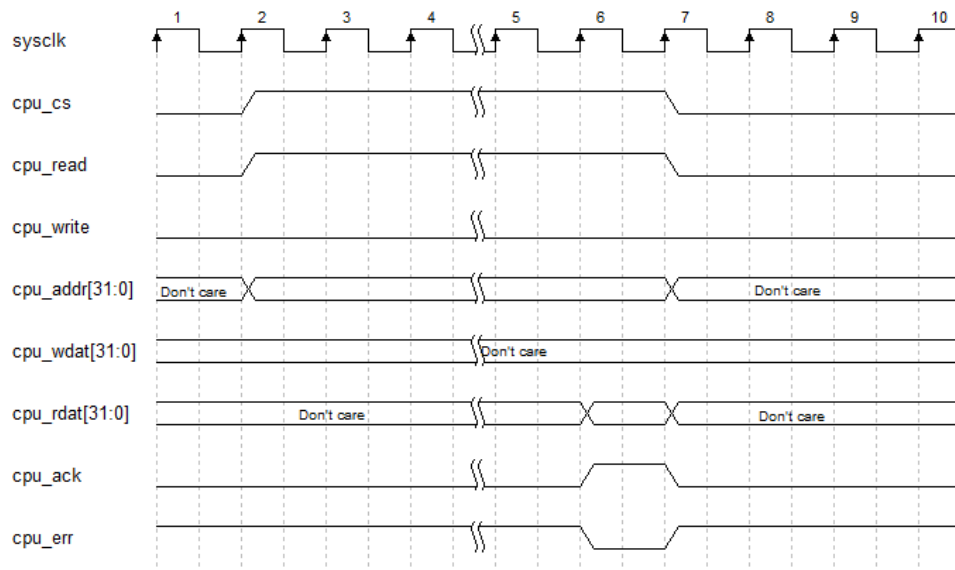 1 2 3 4 5 6 7 8 9 10
sysclk
cpu_cs
cpu_read
cpu_write
cpu_addr[31:0] Don't care Don't care
cpu_wdat[31:0] Don't care
cpu_rdat[31:0] Don't care Don't care
cpu_ack
cpu_err